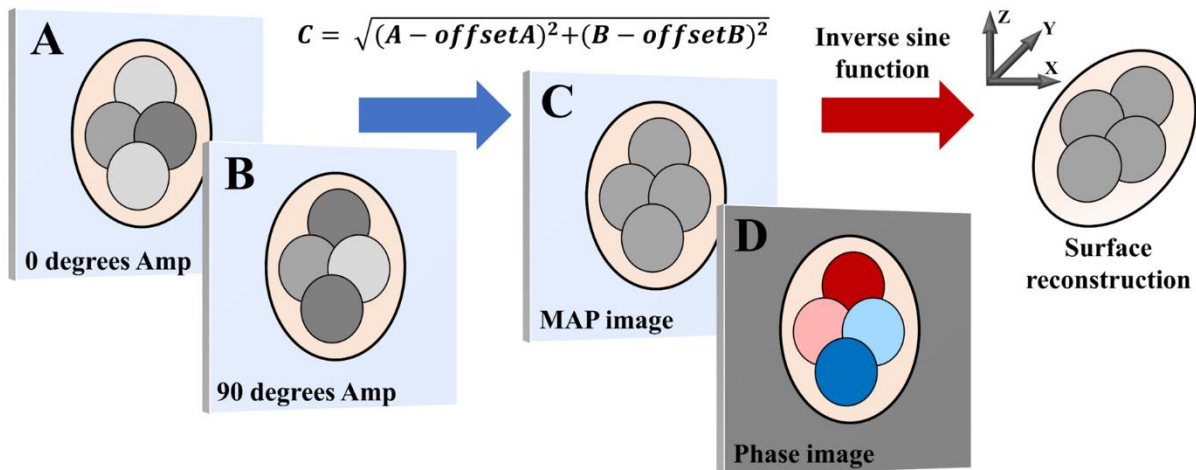 A
0 degrees Amp
B
90 degrees Amp
C = √(A − offsetA)²+(B − offsetB)²
C
MAP image
D
Phase image
Inverse sine
function
Z
Y
X
Surface
reconstruction